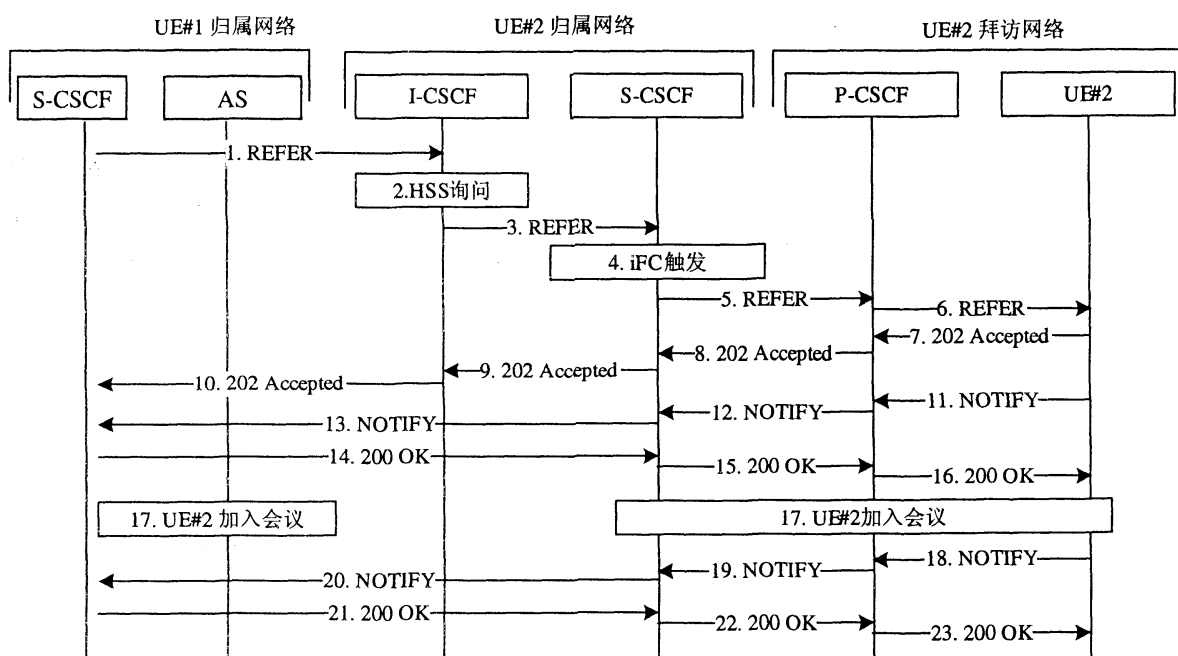 UE#1 归属网络
UE#2 归属网络
UE#2 拜访网络
S-CSCF
AS
I-CSCF
S-CSCF
P-CSCF
UE#2
1. REFER
2.HSS询问
3. REFER
4. iFC触发
5. REFER
6. REFER
7. 202 Accepted
8. 202 Accepted
9. 202 Accepted
10. 202 Accepted
11. NOTIFY
12. NOTIFY
13. NOTIFY
14. 200 OK
15. 200 OK
16. 200 OK
17. UE#2 加入会议
17. UE#2加入会议
18. NOTIFY
19. NOTIFY
20. NOTIFY
21. 200 OK
22. 200 OK
23. 200 OK